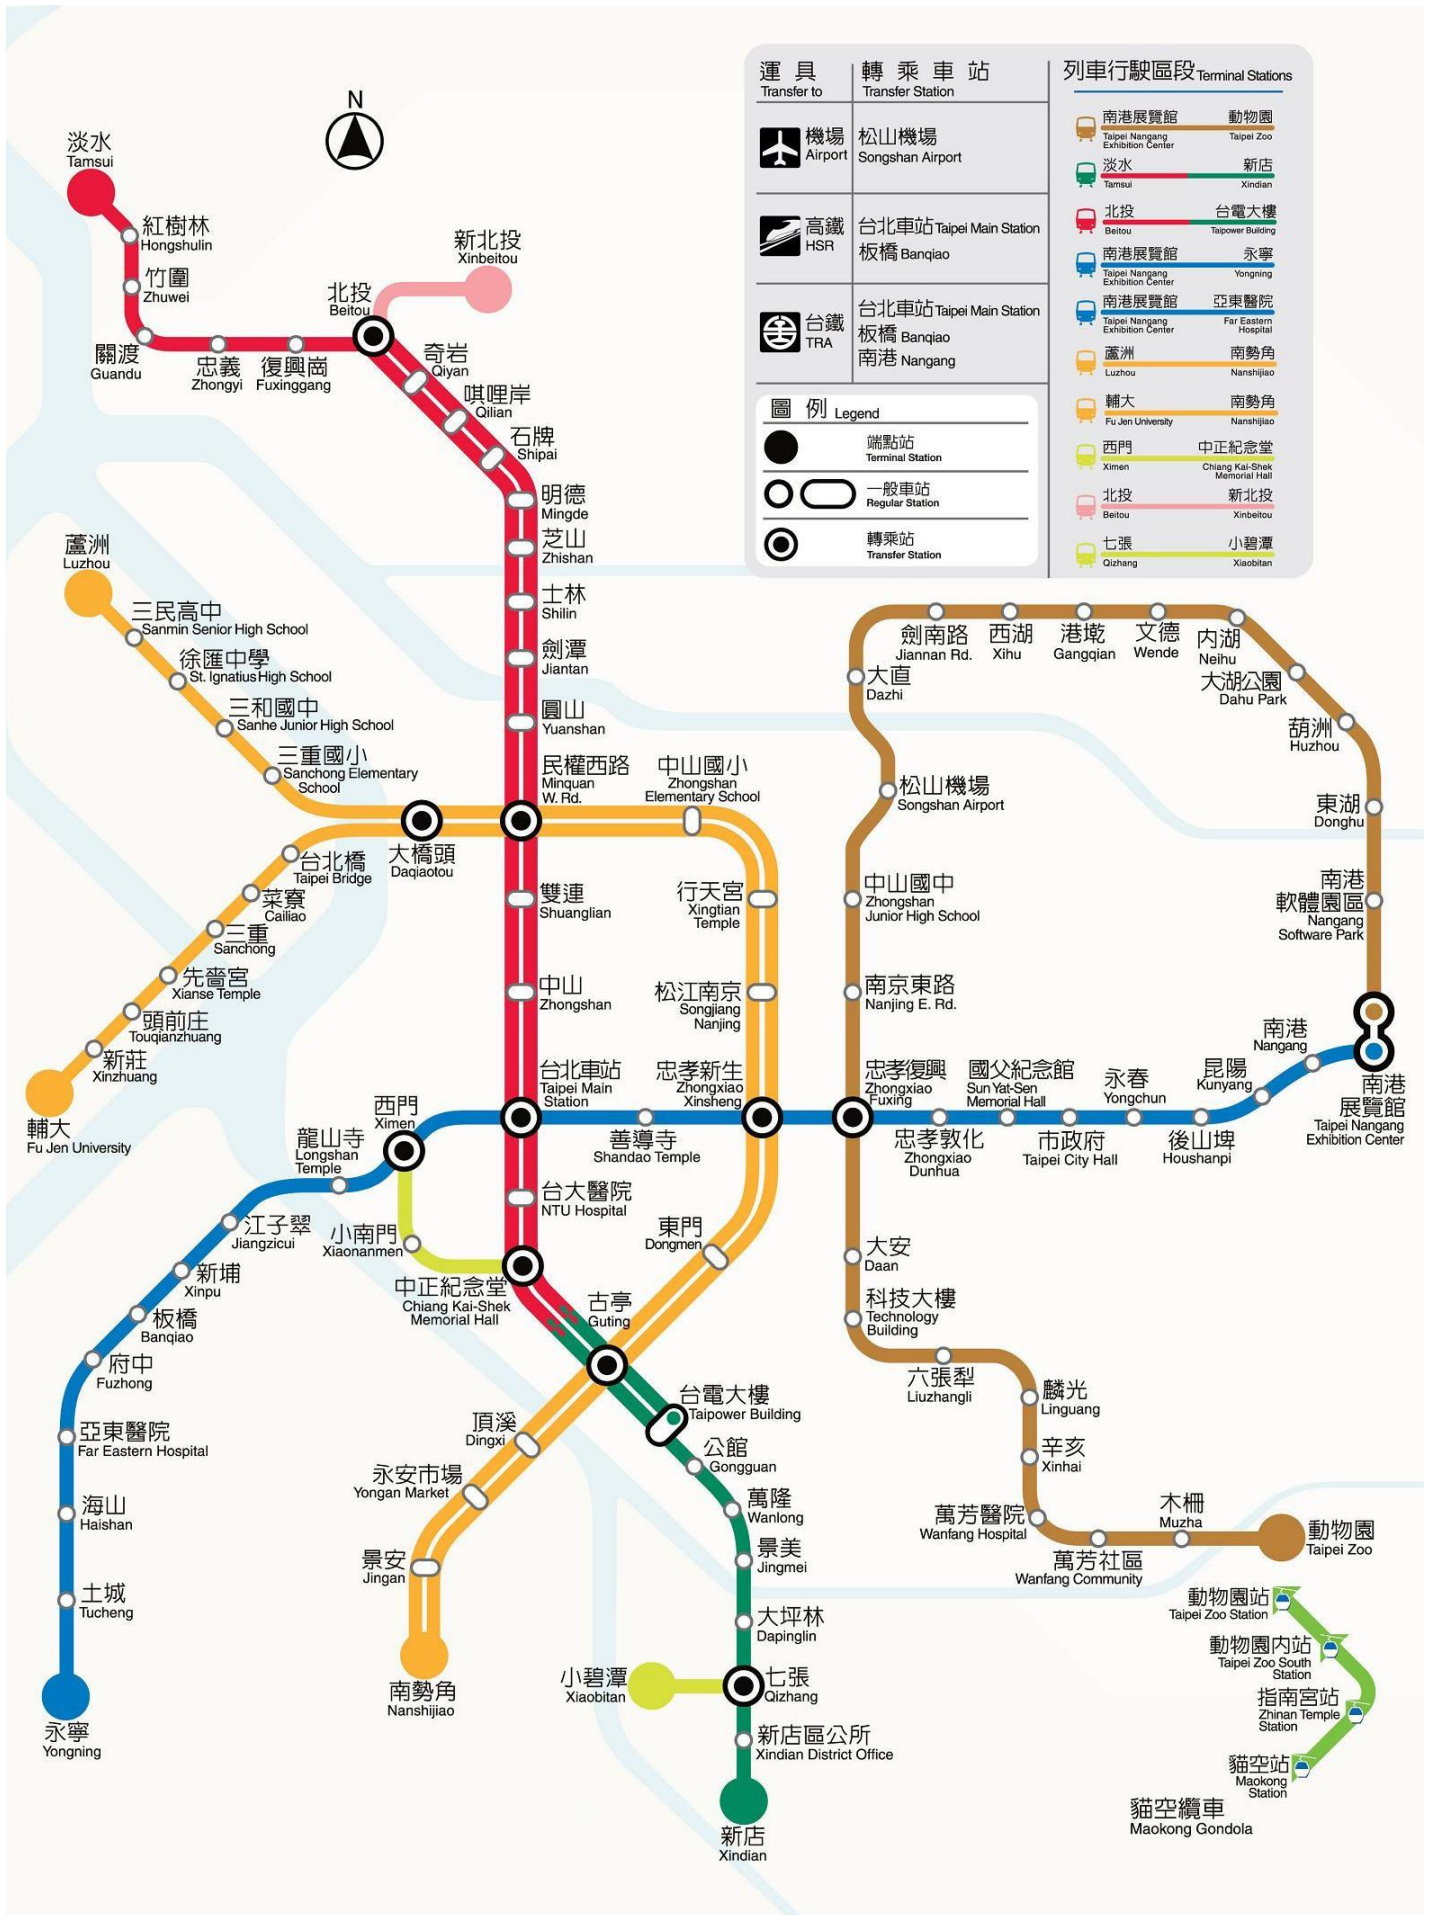 N
淡水
Tamsui
紅樹林
Hongshulin
竹圍
Zhuwei
關渡
Guandu
忠義
Zhongyi
復興崗
Fuxinggang
北投
Beitou
新北投
Xinbeitou
奇岩
Qiyan
唭哩岸
Qilian
石牌
Shipai
明德
Mingde
芝山
Zhishan
士林
Shilin
劍潭
Jiantan
圓山
Yuanshan
民權西路
Minquan
W. Rd.
雙連
Shuanglian
中山
Zhongshan
台北車站
Taipei Main
Station
台大醫院
NTU Hospital
中正紀念堂
Chiang Kai-Shek
Memorial Hall
古亭
Guting
台電大樓
Taipower Building
公館
Gongguan
萬隆
Wanlong
景美
Jingmei
大坪林
Dapinglin
七張
Qizhang
小碧潭
Xiaobitan
新店區公所
Xindian District Office
新店
Xindian
蘆洲
Luzhou
三民高中
Sanmin Senior High School
徐匯中學
St. Ignatius High School
三和國中
Sanhe Junior High School
三重國小
Sanchong Elementary
School
大橋頭
Daqiaotou
台北橋
Taipei Bridge
菜寮
Cailiao
三重
Sanchong
先嗇宮
Xianse Temple
頭前庄
Touqianzhuang
新莊
Xinzhuang
輔大
Fu Jen University
中山國小
Zhongshan
Elementary School
行天宮
Xingtian
Temple
松江南京
Songjiang
Nanjing
忠孝新生
Zhongxiao
Xinsheng
東門
Dongmen
頂溪
Dingxi
永安市場
Yongan Market
景安
Jingan
南勢角
Nanshijiao
西門
Ximen
龍山寺
Longshan
Temple
小南門
Xiaonanmen
江子翠
Jiangzicui
新埔
Xinpu
板橋
Banqiao
府中
Fuzhong
亞東醫院
Far Eastern Hospital
海山
Haishan
土城
Tucheng
永寧
Yongning
善導寺
Shandao Temple
忠孝復興
Zhongxiao
Fuxing
忠孝敦化
Zhongxiao
Dunhua
國父紀念館
Sun Yat-Sen
Memorial Hall
市政府
Taipei City Hall
永春
Yongchun
後山埤
Houshanpi
昆陽
Kunyang
南港
Nangang
南港
展覽館
Taipei Nangang
Exhibition Center
南港
軟體園區
Nangang
Software Park
東湖
Donghu
葫洲
Huzhou
大湖公園
Dahu Park
內湖
Neihu
文德
Wende
港墘
Gangqian
西湖
Xihu
劍南路
Jiannan Rd.
大直
Dazhi
松山機場
Songshan Airport
中山國中
Zhongshan
Junior High School
南京東路
Nanjing E. Rd.
大安
Daan
科技大樓
Technology
Building
六張犁
Liuzhangli
麟光
Linguang
辛亥
Xinhai
萬芳醫院
Wanfang Hospital
萬芳社區
Wanfang Community
木柵
Muzha
動物園
Taipei Zoo
動物園站
Taipei Zoo Station
動物園內站
Taipei Zoo South
Station
指南宮站
Zhinan Temple
Station
貓空站
Maokong
Station
貓空纜車
Maokong Gondola
運具
Transfer to
轉乘車站
Transfer Station
機場
Airport
松山機場
Songshan Airport
高鐵
HSR
台北車站 Taipei Main Station
板橋 Banqiao
台鐵
TRA
台北車站 Taipei Main Station
板橋 Banqiao
南港 Nangang
圖例 Legend
端點站
Terminal Station
一般車站
Regular Station
轉乘站
Transfer Station
列車行駛區段 Terminal Stations
南港展覽館 動物園
Taipei Nangang Taipei Zoo
Exhibition Center
淡水 新店
Tamsui Xindian
北投 台電大樓
Beitou Taipower Building
南港展覽館 永寧
Taipei Nangang Yongning
Exhibition Center
南港展覽館 亞東醫院
Taipei Nangang Far Eastern
Exhibition Center Hospital
蘆洲 南勢角
Luzhou Nanshijiao
輔大 南勢角
Fu Jen University Nanshijiao
西門 中正紀念堂
Ximen Chiang Kai-Shek
Memorial Hall
北投 新北投
Beitou Xinbeitou
七張 小碧潭
Qizhang Xiaobitan